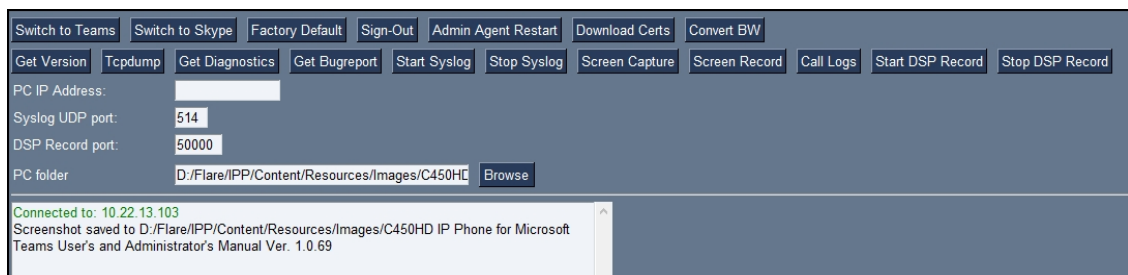 Switch to Teams Switch to Skype Factory Default Sign-Out Admin Agent Restart Download Certs Convert BW
Get Version Tcpdump Get Diagnostics Get Bugreport Start Syslog Stop Syslog Screen Capture Screen Record Call Logs Start DSP Record Stop DSP Record
PC IP Address:
Syslog UDP port: 514
DSP Record port: 50000
PC folder D:/Flare/IPP/Content/Resources/Images/C450HD Browse
Connected to: 10.22.13.103
Screenshot saved to D:/Flare/IPP/Content/Resources/Images/C450HD IP Phone for Microsoft
Teams User's and Administrator's Manual Ver. 1.0.69